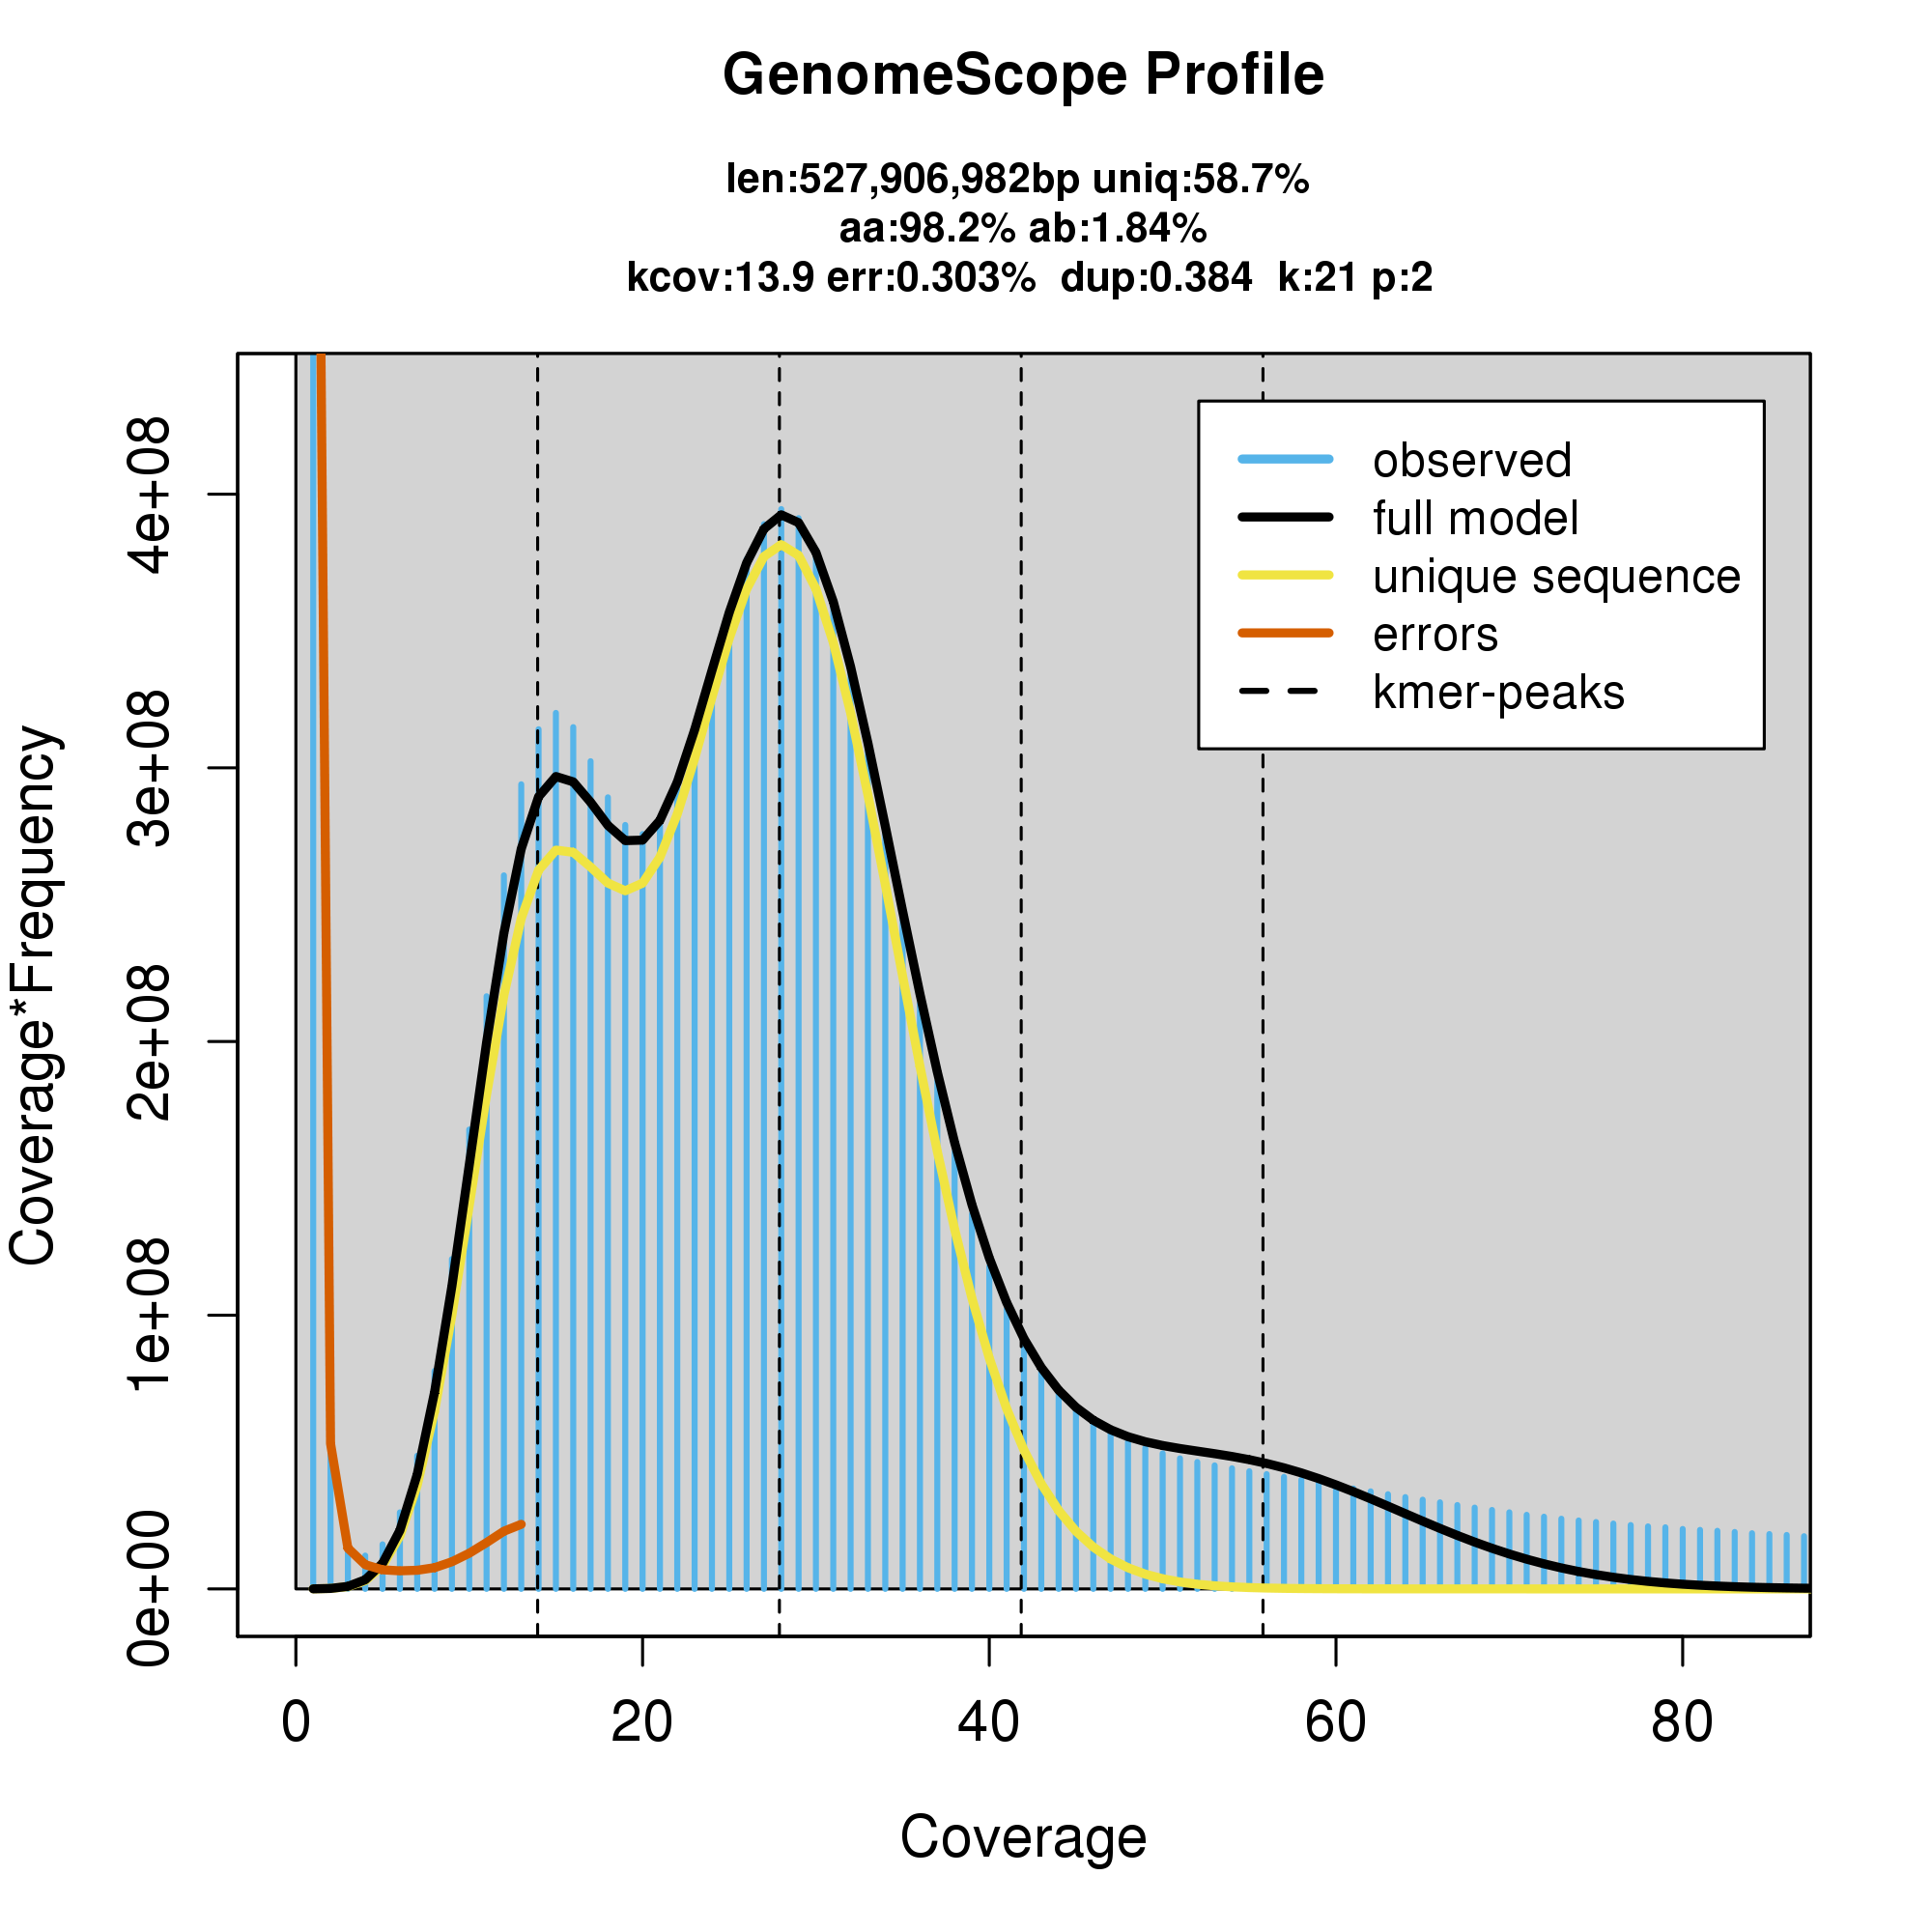 GenomeScope Profile
len:527,906,982bp uniq:58.7%
aa:98.2% ab:1.84%
kcov:13.9 err:0.303% dup:0.384 k:21 p:2
observed
full model
unique sequence
errors
kmer-peaks
Coverage*Frequency
4e+08
3e+08
2e+08
1e+08
0e+00
0 20 40 60 80
Coverage